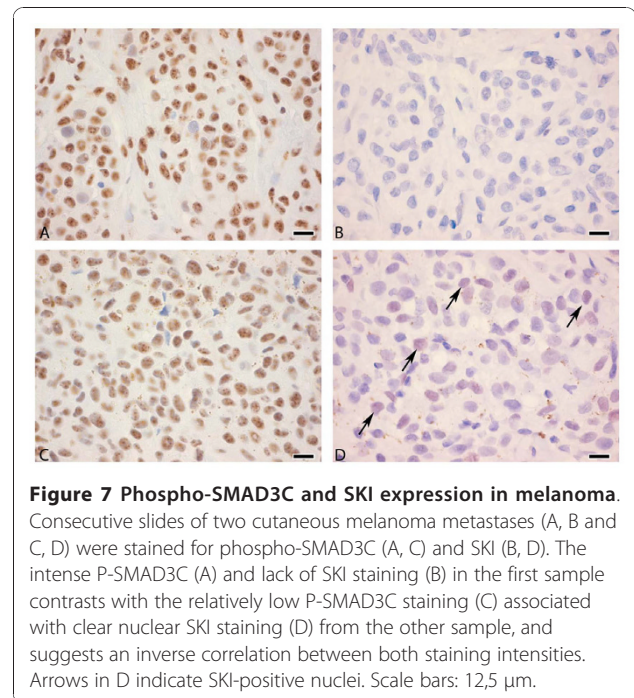 A
B
C
D
Figure 7 Phospho-SMAD3C and SKI expression in melanoma.
Consecutive slides of two cutaneous melanoma metastases (A, B and
C, D) were stained for phospho-SMAD3C (A, C) and SKI (B, D). The
intense P-SMAD3C (A) and lack of SKI staining (B) in the first sample
contrasts with the relatively low P-SMAD3C staining (C) associated
with clear nuclear SKI staining (D) from the other sample, and
suggests an inverse correlation between both staining intensities.
Arrows in D indicate SKI-positive nuclei. Scale bars: 12,5 μm.